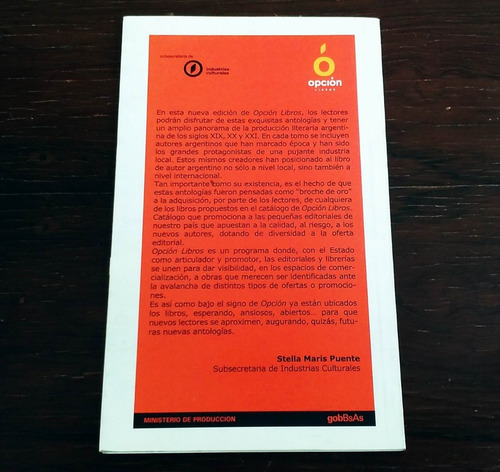 subsecretaría de
industrias
culturales
opción
LIBROS
En esta nueva edición de Opción Libros, los lectores
podrán disfrutar de estas exquisitas antologías y tener
un amplio panorama de la producción literaria argenti-
na de los siglos XIX, XX y XXI. En cada tomo se incluyen
autores argentinos que han marcado época y han sido
los grandes protagonistas de una pujante industria
local. Estos mismos creadores han posicionado al libro
de autor argentino no sólo a nivel local, sino también a
nivel internacional.
Tan importante como su existencia, es el hecho de que
estas antologías fueron pensadas como "broche de oro"
a la adquisición, por parte de los lectores, de cualquiera
de los libros propuestos en el catálogo de Opción Libros.
Catálogo que promociona a las pequeñas editoriales de
nuestro país que apuestan a la calidad, al riesgo, a los
nuevos autores, dotando de diversidad a la oferta
editorial.
Opción Libros es un programa donde, con el Estado
como articulador y promotor, las editoriales y librerías
se unen para dar visibilidad, en los espacios de comer-
cialización, a obras que merecen ser identificadas ante
la avalancha de distintos tipos de ofertas o promocio-
nes.
Es así como bajo el signo de Opción ya están ubicados
los libros, esperando, ansiosos, abiertos... para que
nuevos lectores se aproximen, augurando, quizás, futu-
ras nuevas antologías.
Stella Maris Puente
Subsecretaria de Industrias Culturales
MINISTERIO DE PRODUCCION
gobBsAs